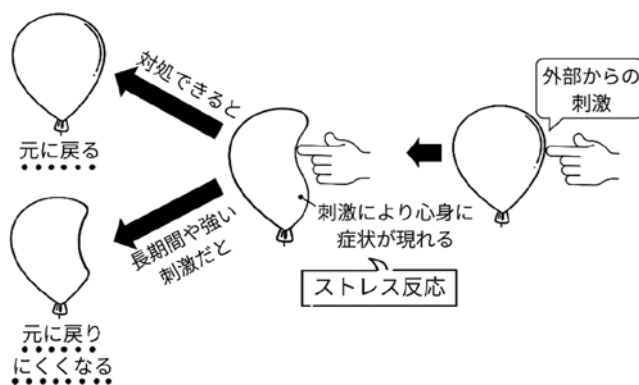 外部からの
刺激
刺激により心身に
症状が現れる
ストレス反応
対処できると
元に戻る
長期間や強い
刺激だと
元に戻り
にくくなる